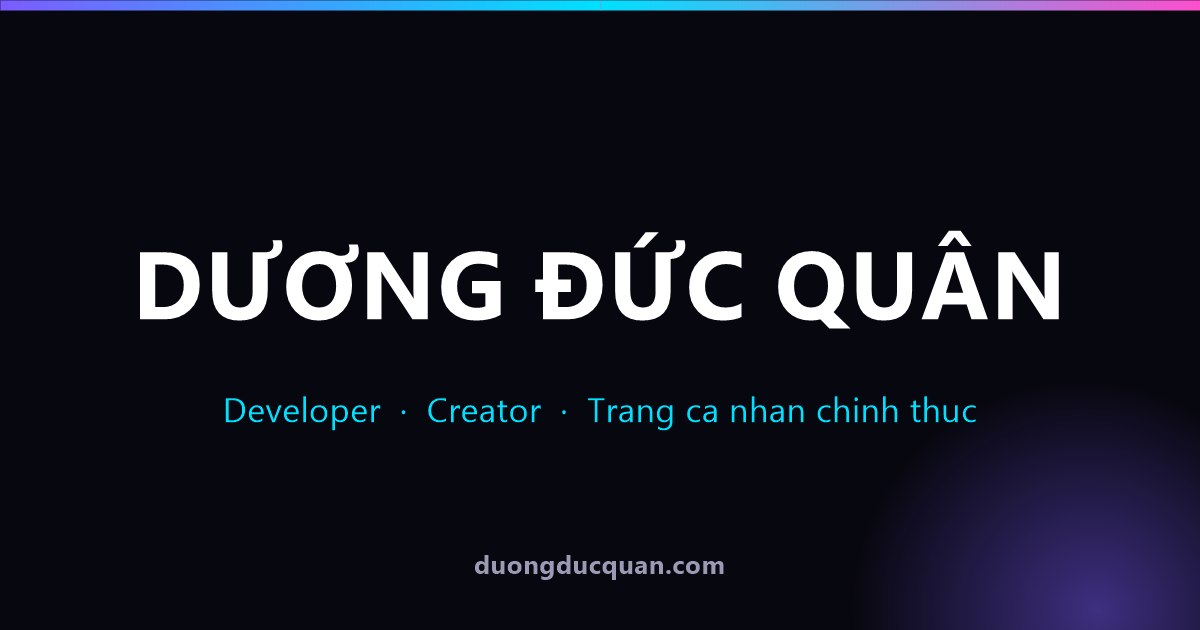 DƯƠNG ĐỨC QUÂN
Developer · Creator · Trang ca nhan chinh thuc
duongducquan.com